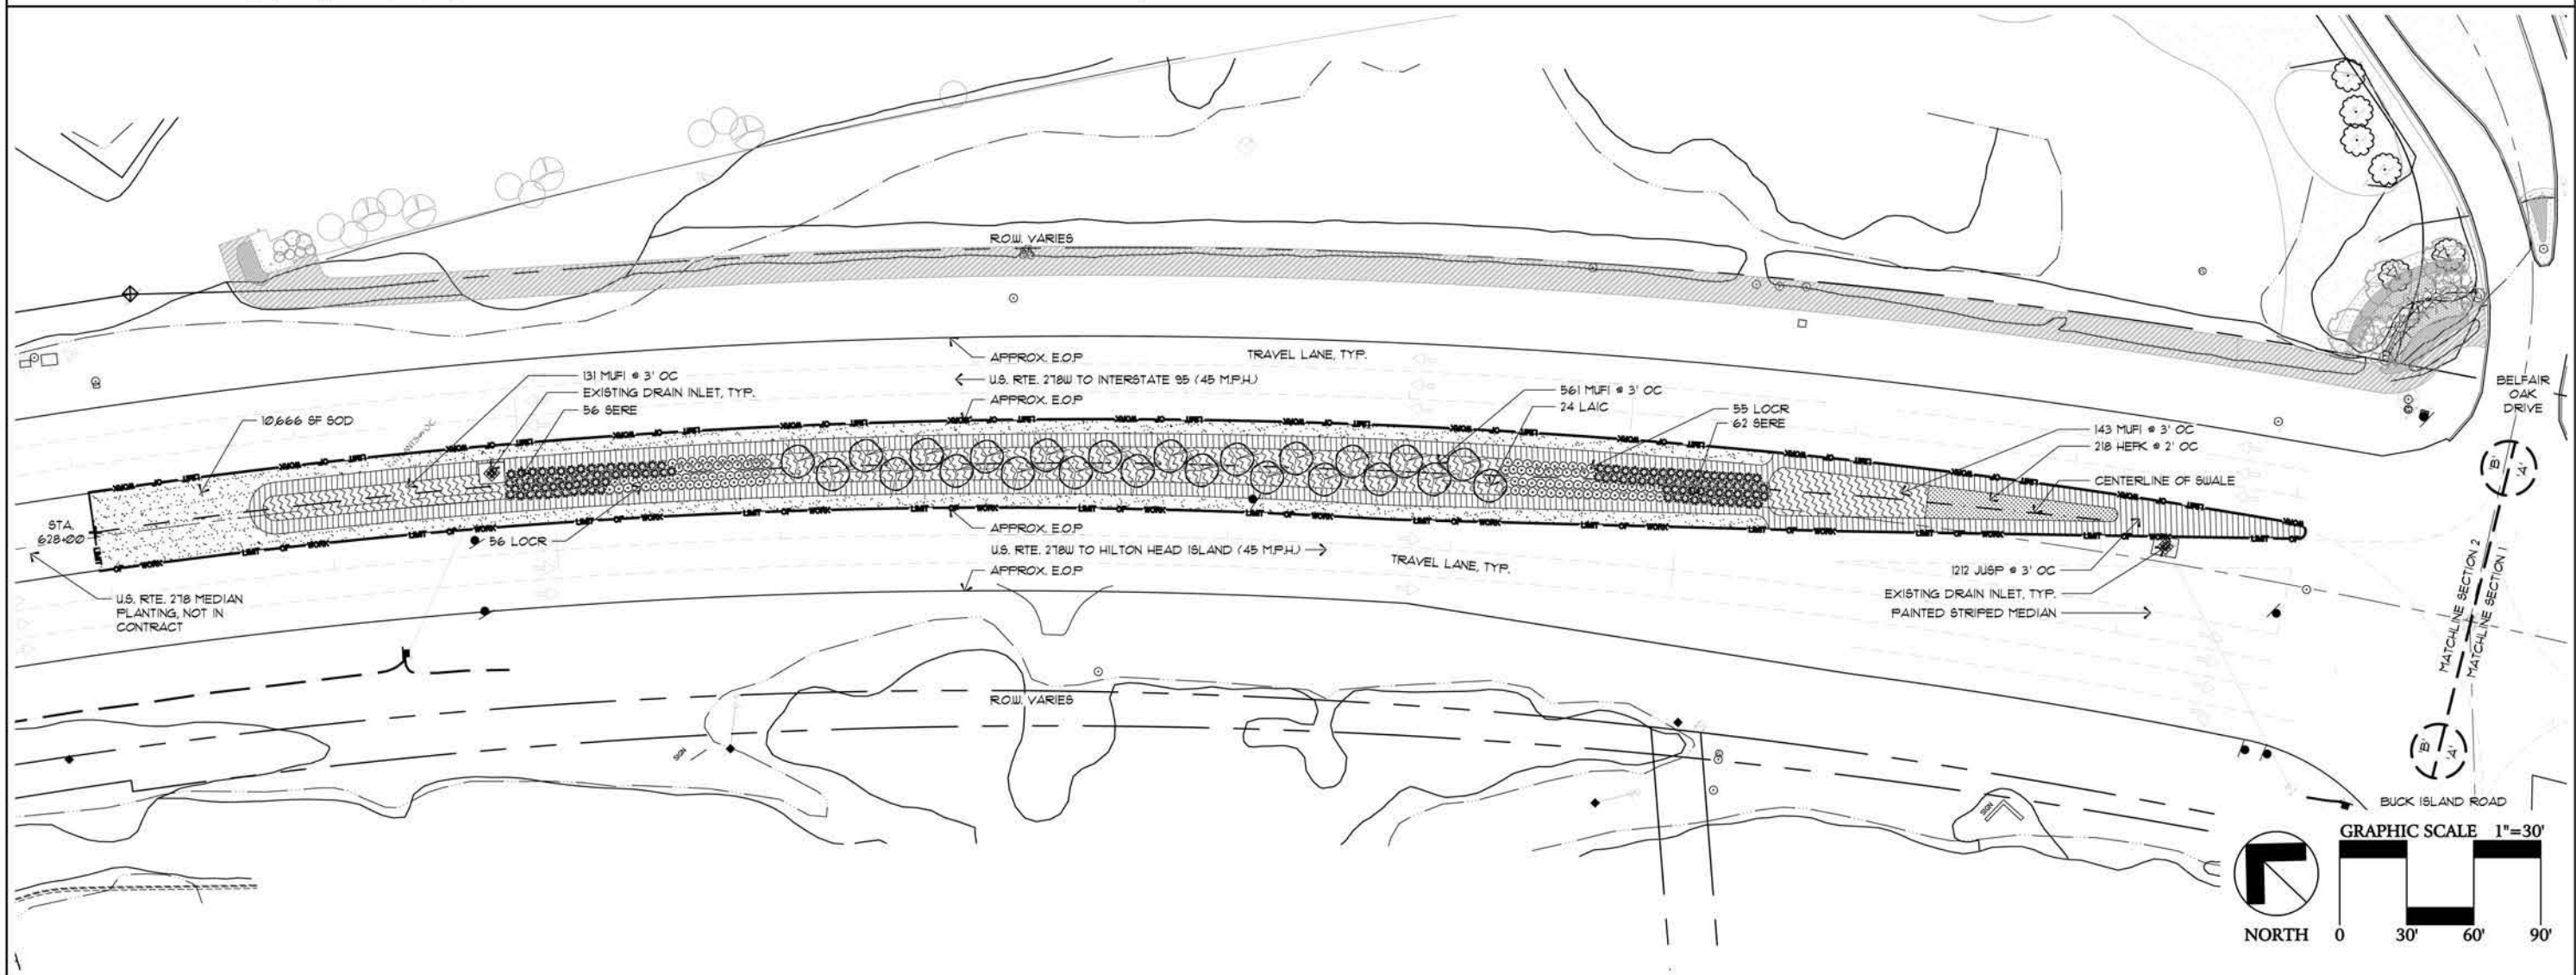 R.O.W. VARIES
APPROX. E.O.P
TRAVEL LANE, TYP.
U.S. RTE. 278W TO INTERSTATE 95 (45 M.P.H.)
APPROX. E.O.P
131 MUFI @ 3' OC
EXISTING DRAIN INLET, TYP.
56 SERE
10,666 SF SOD
561 MUFI @ 3' OC
24 LAIC
55 LOCR
62 SERE
143 MUFI @ 3' OC
218 HEFK @ 2' OC
CENTERLINE OF SWALE
BELFAIR
OAK
DRIVE
'B'
'A'
LIMIT OF WORK
STA.
628+00
56 LOCR
APPROX. E.O.P
U.S. RTE. 278W TO HILTON HEAD ISLAND (45 M.P.H.)
APPROX. E.O.P
TRAVEL LANE, TYP.
1212 JUSP @ 3' OC
EXISTING DRAIN INLET, TYP.
PAINTED STRIPED MEDIAN
U.S. RTE. 278 MEDIAN
PLANTING, NOT IN
CONTRACT
MATCHLINE SECTION 2
MATCHLINE SECTION 1
R.O.W. VARIES
SIGN
SIGN
'B'
'A'
BUCK ISLAND ROAD
GRAPHIC SCALE 1"=30'
NORTH
0 30' 60' 90'